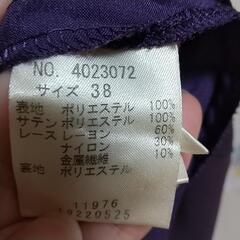 NO. 4023072
サイズ 38
表地 ポリエステル 100%
サテン ポリエステル 100%
レース レーヨン 60%
ナイロン 30%
金属繊維 10%
裏地 ポリエステル 100%
11976
19220525